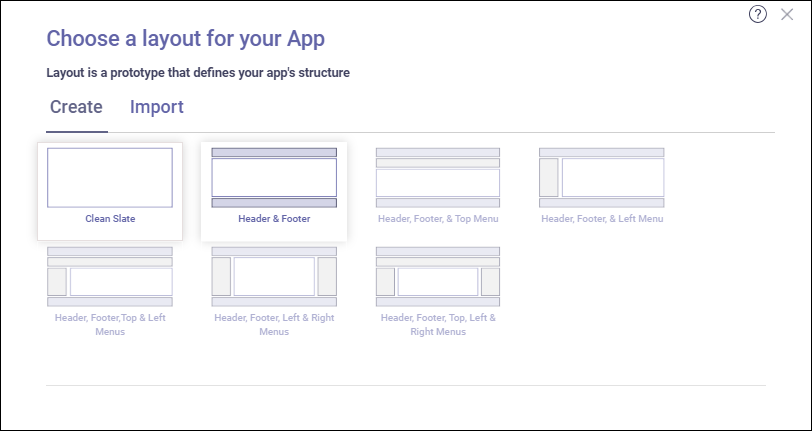 ?
Choose a layout for your App
Layout is a prototype that defines your app's structure
Create Import
Clean Slate
Header & Footer
Header, Footer, & Top Menu
Header, Footer, & Left Menu
Header, Footer,Top & Left
Menus
Header, Footer, Left & Right
Menus
Header, Footer, Top, Left &
Right Menus